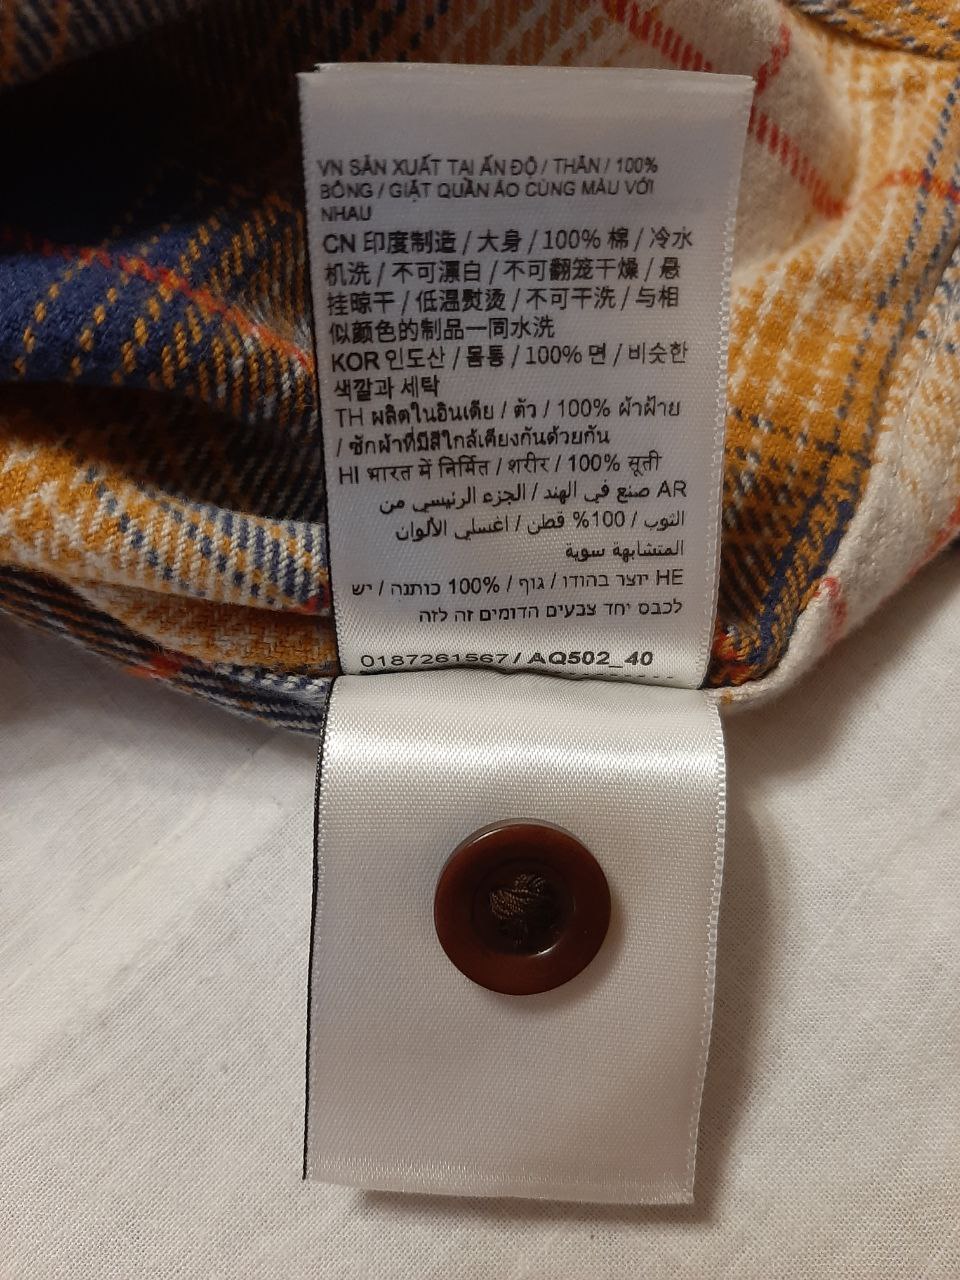 VN SẢN XUẤT TẠI ẤN ĐỘ / THÂN / 100%
BÔNG / GIẶT QUẦN ÁO CÙNG MÀU VỚI
NHAU
CN 印度制造 / 大身 / 100% 棉 / 冷水
机洗 / 不可漂白 / 不可翻笼干燥 / 悬
挂晾干 / 低温熨烫 / 不可干洗 / 与相
似颜色的制品一同水洗
KOR 인도산 / 몸통 / 100% 면 / 비슷한
색깔과 세탁
TH ผลิตในอินเดีย / ตัว / 100% ผ้าฝ้าย
/ ซักผ้าที่มีสีใกล้เคียงกันด้วยกัน
HI भारत में निर्मित / शरीर / 100% सूती
AR صنع في الهند / الجزء الرئيسي من
الثوب / 100% قطن / اغسلي الألوان
المتشابهة سوية
HE יוצר בהודו / גוף / 100% כותנה / יש
לכבס יחד צבעים הדומים זה לזה
0187261567 / AQ502_40